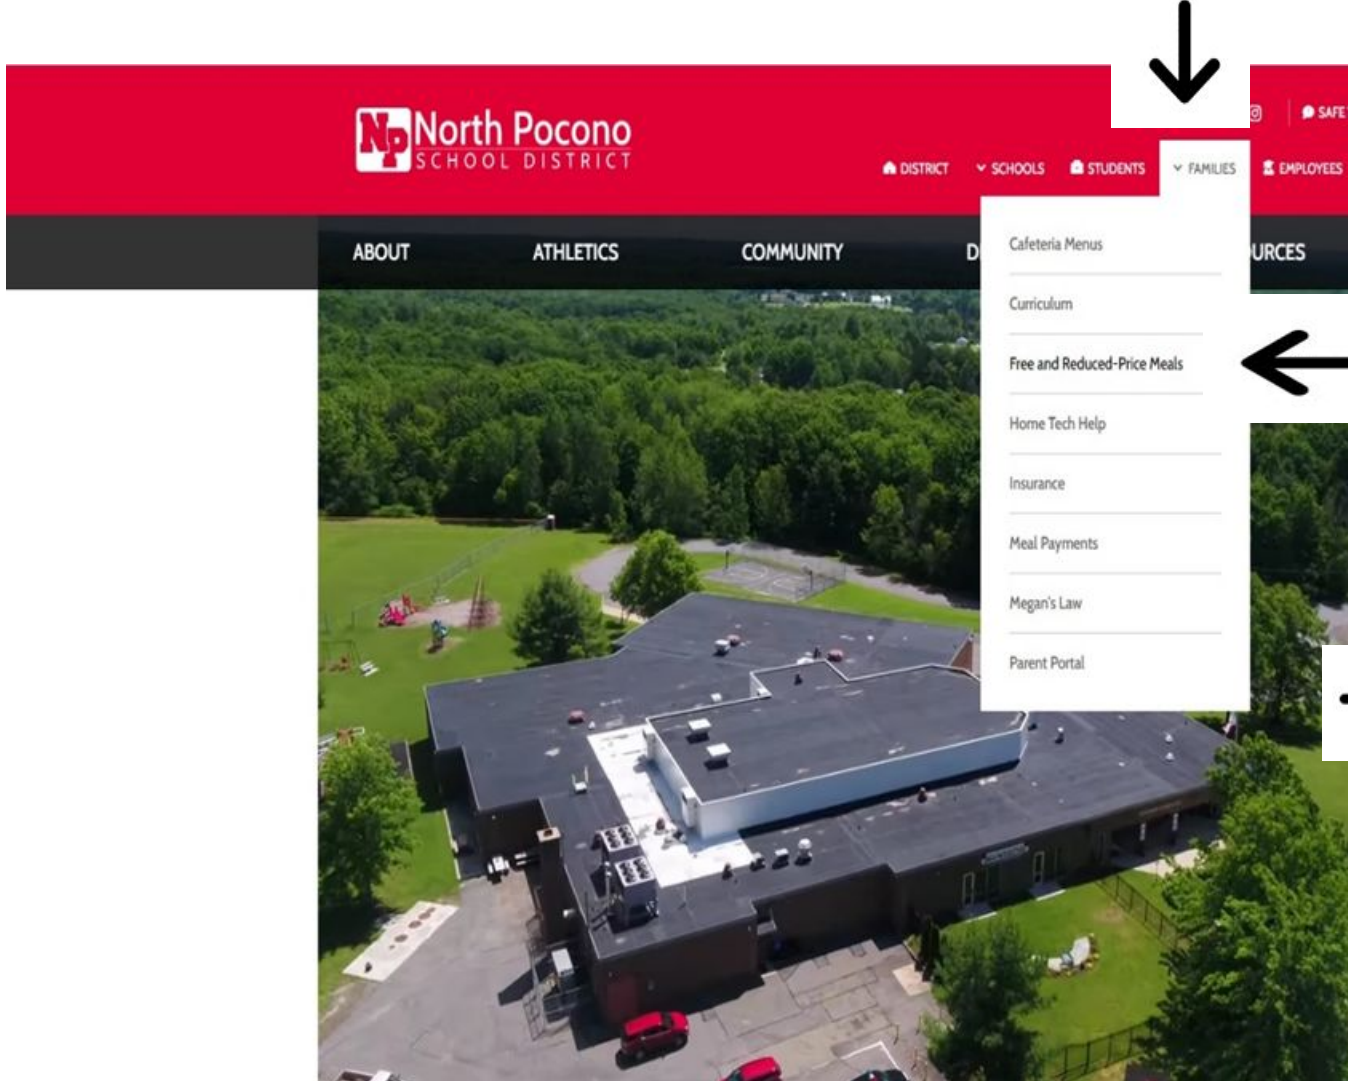 NP North Pocono
SCHOOL DISTRICT
SAFE
DISTRICT SCHOOLS STUDENTS FAMILIES EMPLOYEES
ABOUT ATHLETICS COMMUNITY D URCES
Cafeteria Menus
Curriculum
Free and Reduced-Price Meals
Home Tech Help
Insurance
Meal Payments
Megan's Law
Parent Portal